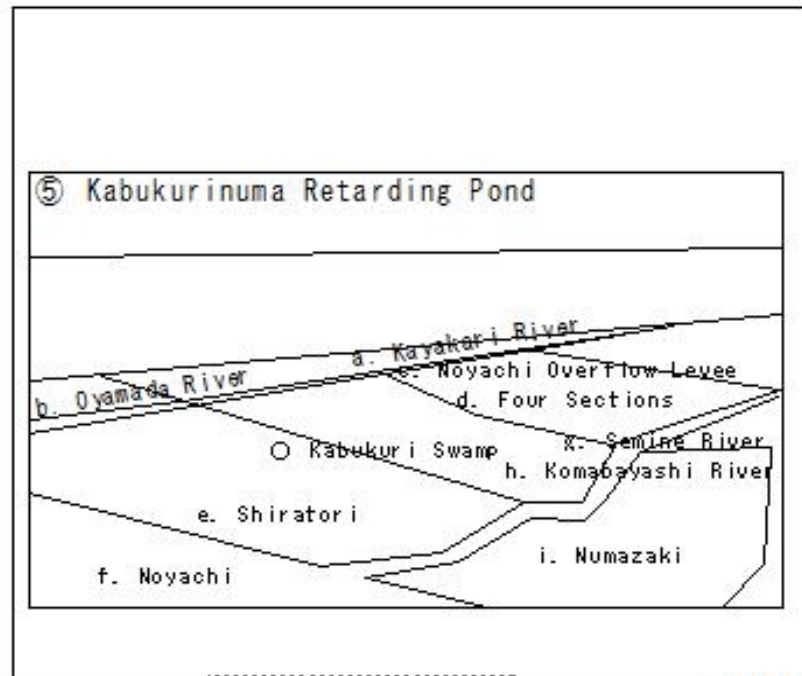 ⑤ Kabukurinuma Retarding Pond
a. Kayakari River
c. Noyachi Overflow Levee
b. Oyamada River
d. Four Sections
g. Semine River
Kabukuri Swamp
h. Komabayashi River
e. Shiratori
i. Numazaki
f. Noyachi